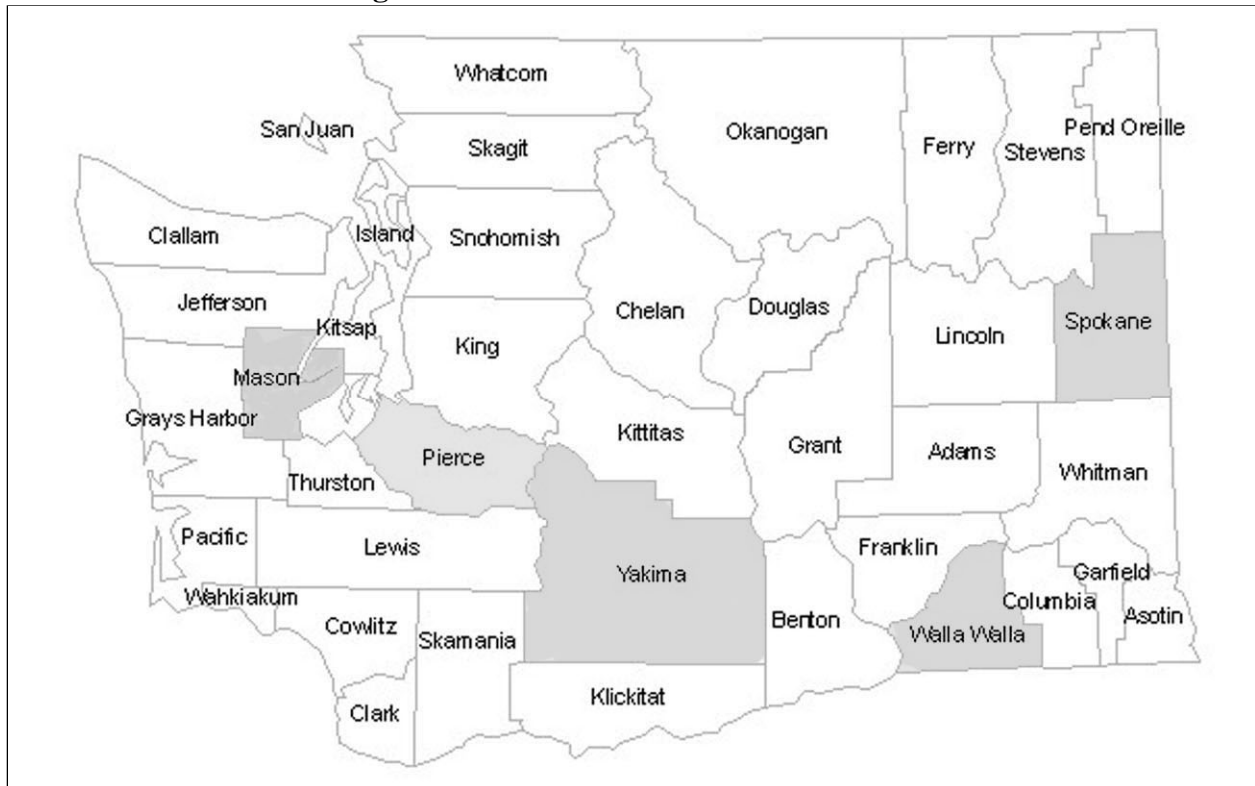 Whatcom
San Juan
Skagit
Okanogan
Ferry
Stevens
Pend Oreille
Clallam
Island
Snohomish
Jefferson
Kitsap
Chelan
Douglas
Lincoln
Spokane
King
Mason
Grays Harbor
Pierce
Kittitas
Grant
Adams
Whitman
Thurston
Pacific
Lewis
Yakima
Franklin
Garfield
Wahkiakum
Cowlitz
Skamania
Benton
Walla Walla
Columbia
Asotin
Clark
Klickitat